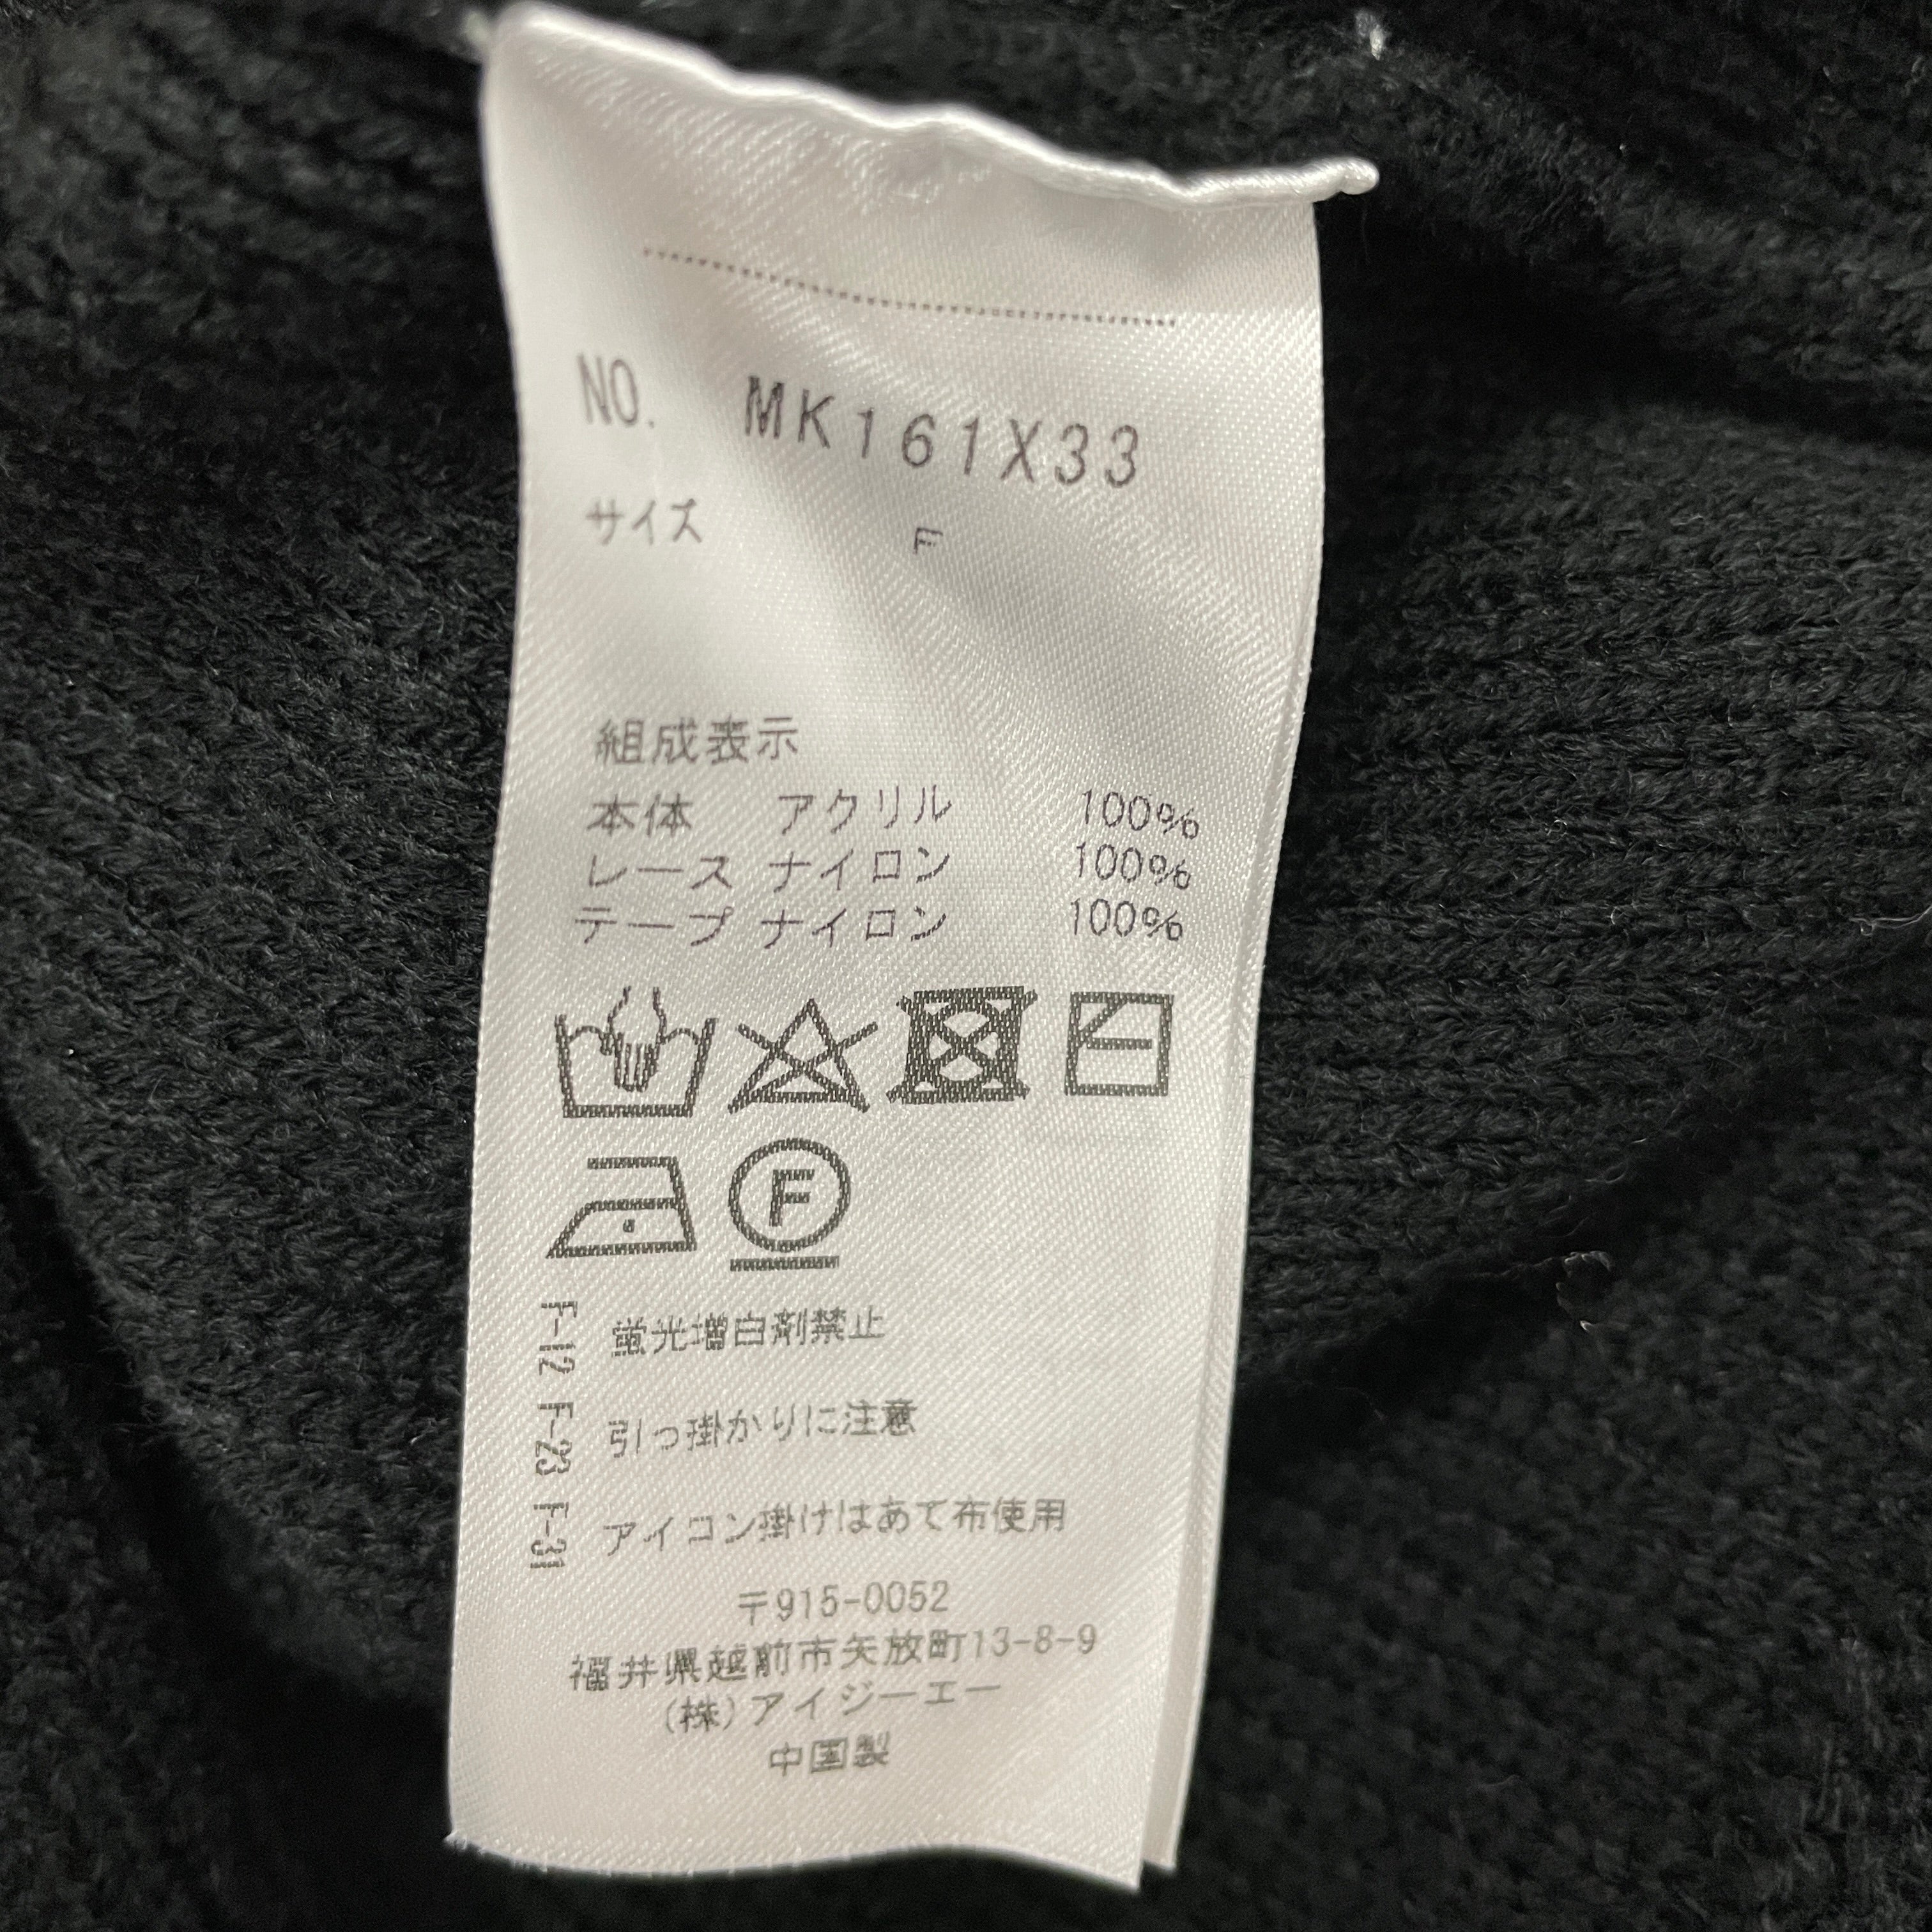 NO. MK161X33
サイズ F
組成表示
本体 アクリル 100%
レース ナイロン 100%
テープ ナイロン 100%
F
F-12 蛍光増白剤禁止
F-23 引っ掛かりに注意
F-31 アイロン掛けはあて布使用
〒915-0052
福井県越前市矢放町13-8-9
(株)アイジーエー
中国製